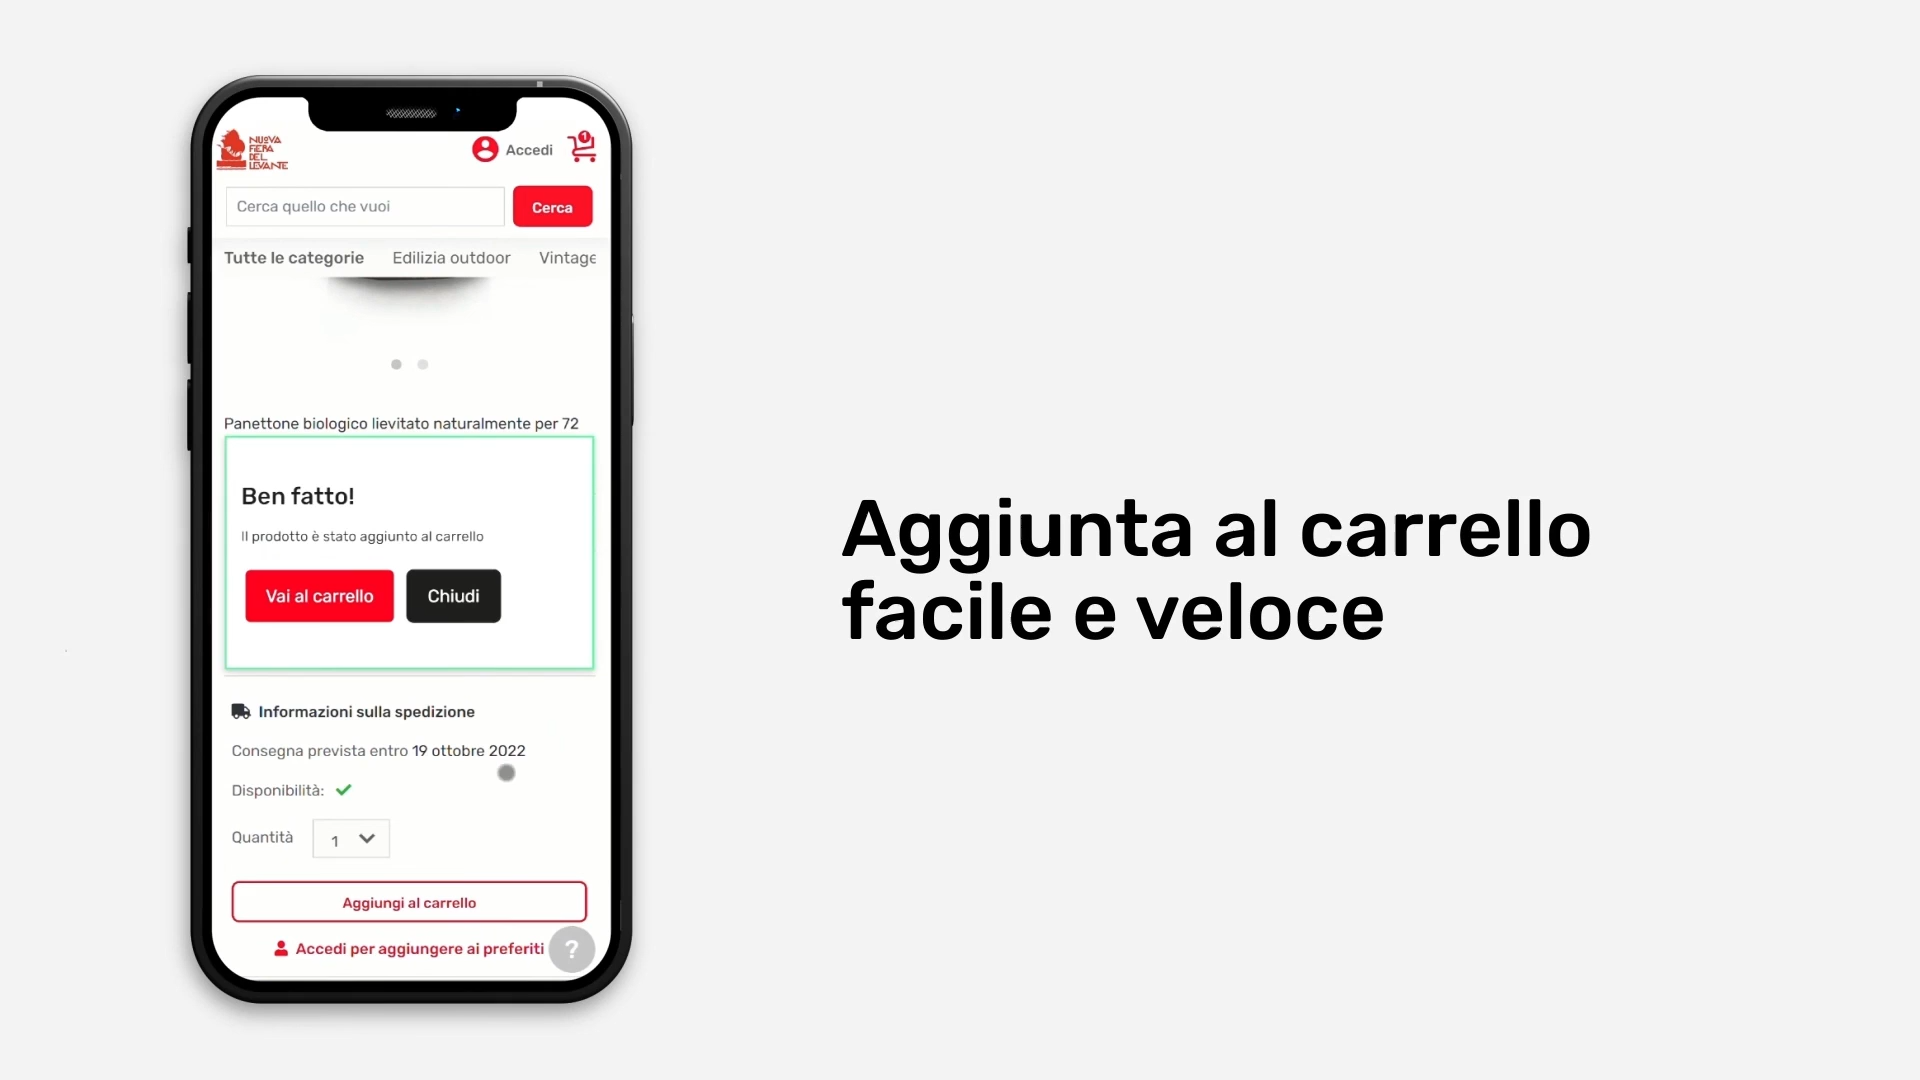 NUOVA
FIERA
DEL
LEVANTE
Accedi
1
Cerca quello che vuoi
Cerca
Tutte le categorie
Edilizia outdoor
Vintage
Panettone biologico lievitato naturalmente per 72
Ben fatto!
Il prodotto è stato aggiunto al carrello
Vai al carrello
Chiudi
Informazioni sulla spedizione
Consegna prevista entro 19 ottobre 2022
Disponibilità:
Quantità
1
Aggiungi al carrello
Accedi per aggiungere ai preferiti
?
Aggiunta al carrello
facile e veloce